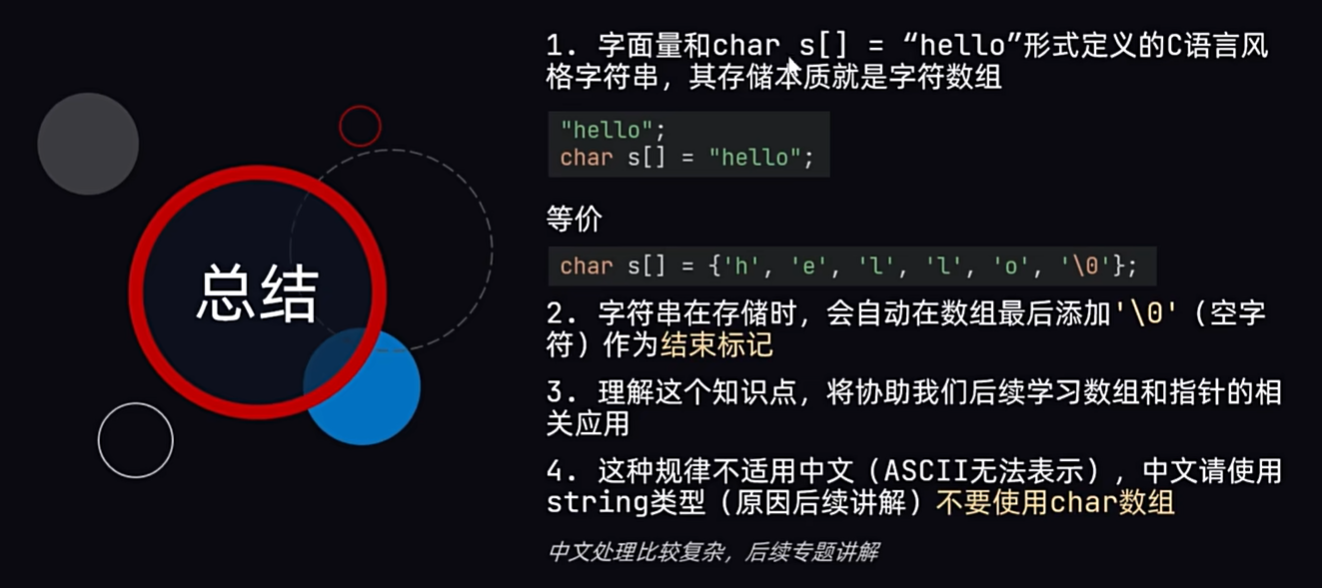 总结
1. 字面量和char s[] = “hello”形式定义的C语言风
格字符串，其存储本质就是字符数组
"hello";
char s[] = "hello";
等价
char s[] = {'h', 'e', 'l', 'l', 'o', '\0'};
2. 字符串在存储时，会自动在数组最后添加'\0'（空字
符）作为结束标记
3. 理解这个知识点，将协助我们后续学习数组和指针的相
关应用
4. 这种规律不适用中文（ASCII无法表示），中文请使用
string类型（原因后续讲解）不要使用char数组
中文处理比较复杂，后续专题讲解